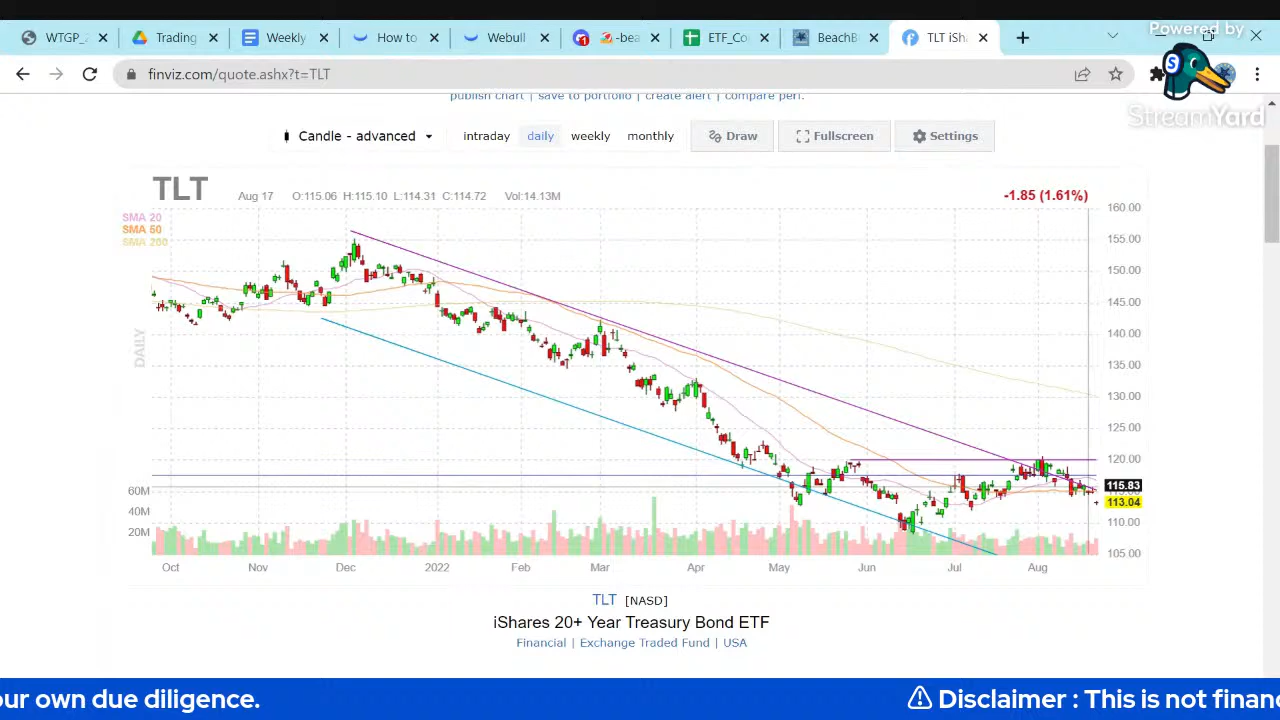 WTGP_2
Trading
Weekly
How to
Webul
-bea
ETF_Co
BeachB
TLT iSha
Powered by
finviz.com/quote.ashx?t=TLT
StreamYard
publish chart | save to portfolio | create alert | compare perf.
Candle - advanced
intraday daily weekly monthly
Draw
Fullscreen
Settings
TLT Aug 17 O:115.06 H:115.10 L:114.31 C:114.72 Vol:14.13M -1.85 (1.61%)
SMA 20
SMA 50
SMA 200
DAILY
160.00
155.00
150.00
145.00
140.00
135.00
130.00
125.00
120.00
115.83
113.04
110.00
105.00
60M
40M
20M
Oct Nov Dec 2022 Feb Mar Apr May Jun Jul Aug
TLT [NASD]
iShares 20+ Year Treasury Bond ETF
Financial | Exchange Traded Fund | USA
our own due diligence. Disclaimer : This is not financ